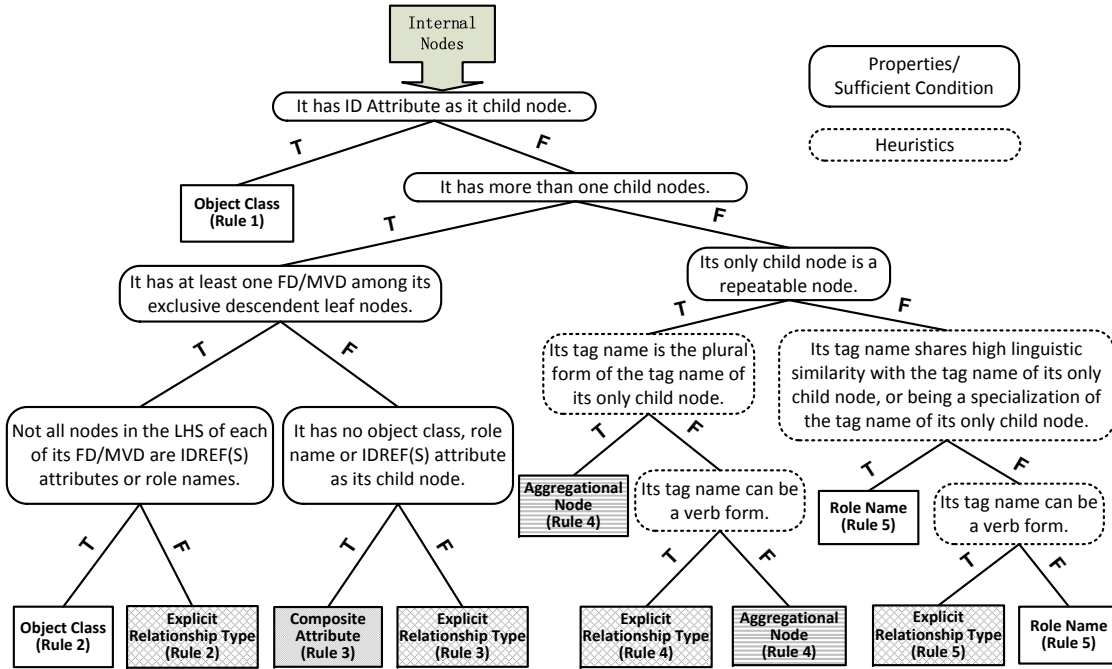 Internal
Nodes
Properties/
Sufficient Condition
Heuristics
It has ID Attribute as it child node.
T
F
Object Class
(Rule 1)
It has more than one child nodes.
T
F
It has at least one FD/MVD among its
exclusive descendent leaf nodes.
Its only child node is a
repeatable node.
T
F
T
F
Not all nodes in the LHS of each
of its FD/MVD are IDREF(S)
attributes or role names.
It has no object class, role
name or IDREF(S) attribute
as its child node.
Its tag name is the plural
form of the tag name of
its only child node.
Its tag name shares high linguistic
similarity with the tag name of its only
child node, or being a specialization
of the tag name of its only child node.
T
F
T
F
Aggregational
Node
(Rule 4)
Its tag name can be
a verb form.
Role Name
(Rule 5)
Its tag name can be
a verb form.
T
F
T
F
T
F
T
F
Object Class
(Rule 2)
Explicit
Relationship Type
(Rule 2)
Composite
Attribute
(Rule 3)
Explicit
Relationship Type
(Rule 3)
Explicit
Relationship Type
(Rule 4)
Aggregational
Node
(Rule 4)
Explicit
Relationship Type
(Rule 5)
Role Name
(Rule 5)